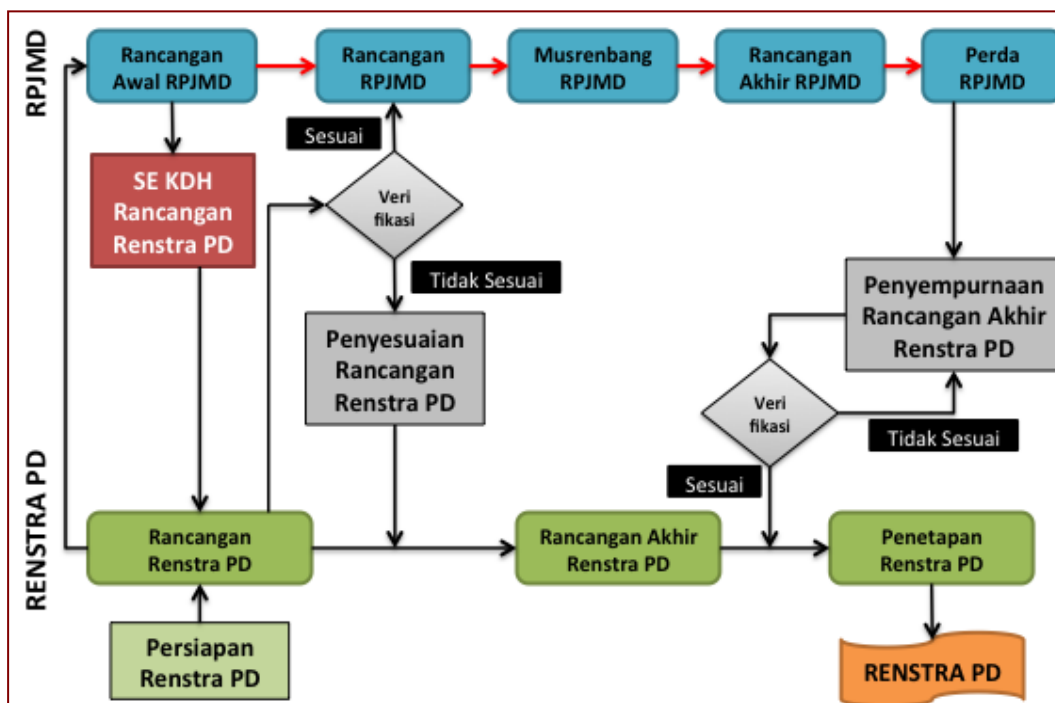 RPJMD
Rancangan
Awal RPJMD
Rancangan
RPJMD
Musrenbang
RPJMD
Rancangan
Akhir RPJMD
Perda
RPJMD
Sesuai
SE KDH
Rancangan
Renstra PD
Veri
fikasi
Tidak Sesuai
Penyesuaian
Rancangan
Renstra PD
Penyempurnaan
Rancangan Akhir
Renstra PD
Veri
fikasi
Tidak Sesuai
Sesuai
RENSTRA PD
Rancangan
Renstra PD
Rancangan Akhir
Renstra PD
Penetapan
Renstra PD
Persiapan
Renstra PD
RENSTRA PD